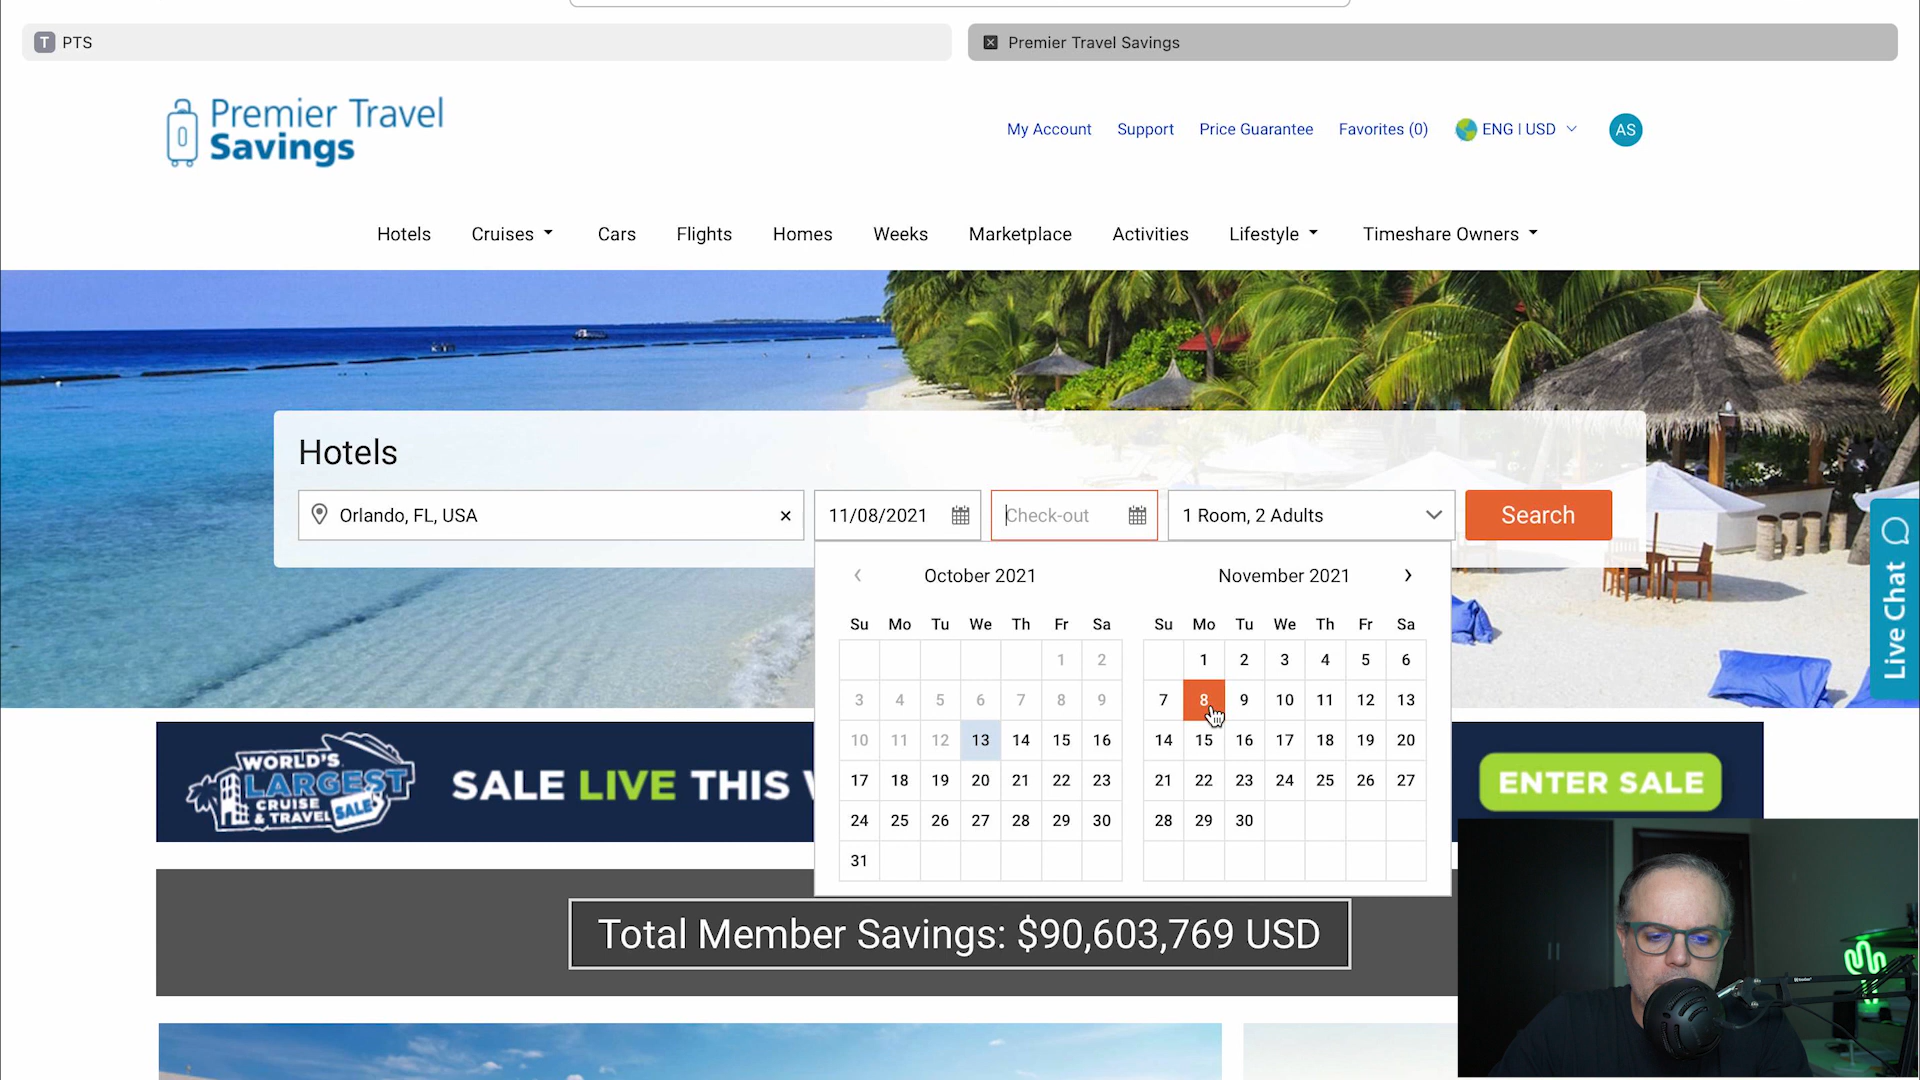 T PTS
Premier Travel Savings
Premier Travel
Savings
My Account Support Price Guarantee Favorites (0) ENG | USD AS
Hotels Cruises Cars Flights Homes Weeks Marketplace Activities Lifestyle Timeshare Owners
Hotels
Orlando, FL, USA × 11/08/2021 Check-out 1 Room, 2 Adults Search
Live Chat
October 2021
Su Mo Tu We Th Fr Sa
1 2
3 4 5 6 7 8 9
10 11 12 13 14 15 16
17 18 19 20 21 22 23
24 25 26 27 28 29 30
31
November 2021
Su Mo Tu We Th Fr Sa
1 2 3 4 5 6
7 8 9 10 11 12 13
14 15 16 17 18 19 20
21 22 23 24 25 26 27
28 29 30
WORLD'S
LARGEST
CRUISE SALE
& TRAVEL
SALE LIVE THIS
ENTER SALE
Total Member Savings: $90,603,769 USD